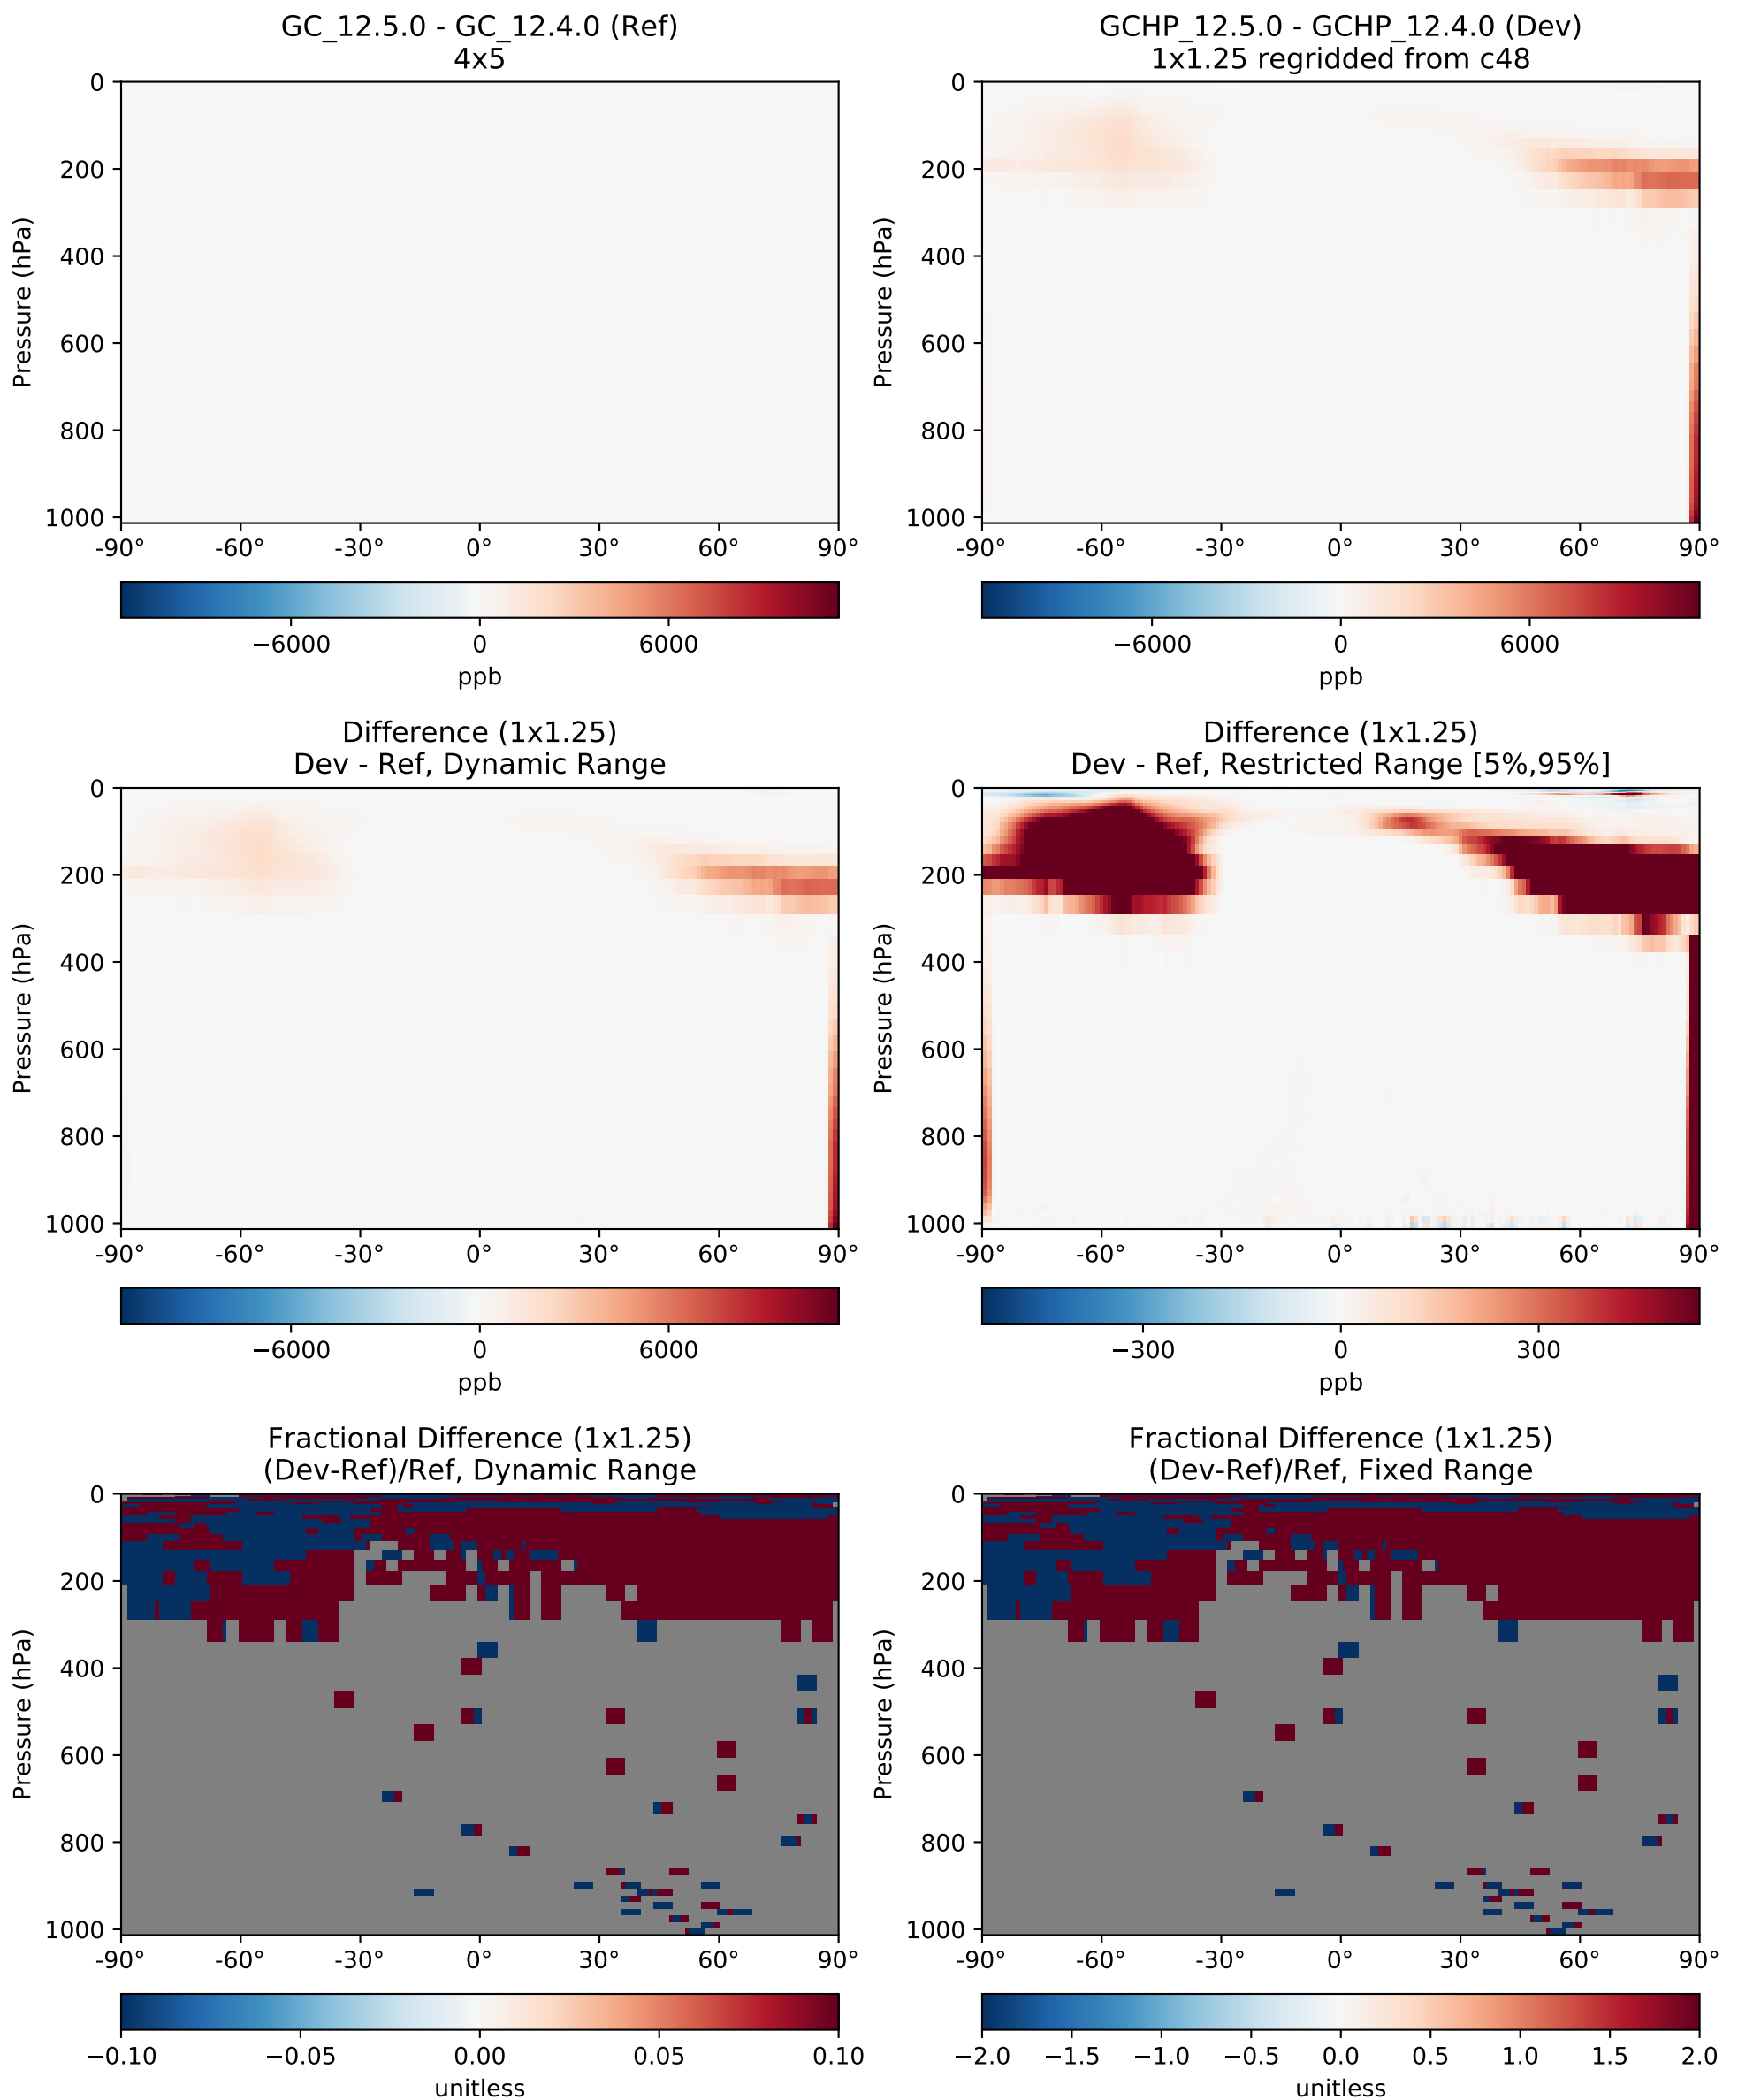 GC_12.5.0 - GC_12.4.0 (Ref)
4x5
0
200
400
600
800
1000
Pressure (hPa)
-90° -60° -30° 0° 30° 60° 90°
−6000 0 6000
ppb
GCHP_12.5.0 - GCHP_12.4.0 (Dev)
1x1.25 regridded from c48
0
200
400
600
800
1000
Pressure (hPa)
-90° -60° -30° 0° 30° 60° 90°
−6000 0 6000
ppb
Difference (1x1.25)
Dev - Ref, Dynamic Range
0
200
400
600
800
1000
Pressure (hPa)
-90° -60° -30° 0° 30° 60° 90°
−6000 0 6000
ppb
Difference (1x1.25)
Dev - Ref, Restricted Range [5%,95%]
0
200
400
600
800
1000
Pressure (hPa)
-90° -60° -30° 0° 30° 60° 90°
−300 0 300
ppb
Fractional Difference (1x1.25)
(Dev-Ref)/Ref, Dynamic Range
0
200
400
600
800
1000
Pressure (hPa)
-90° -60° -30° 0° 30° 60° 90°
−0.10 −0.05 0.00 0.05 0.10
unitless
Fractional Difference (1x1.25)
(Dev-Ref)/Ref, Fixed Range
0
200
400
600
800
1000
Pressure (hPa)
-90° -60° -30° 0° 30° 60° 90°
−2.0 −1.5 −1.0 −0.5 0.0 0.5 1.0 1.5 2.0
unitless